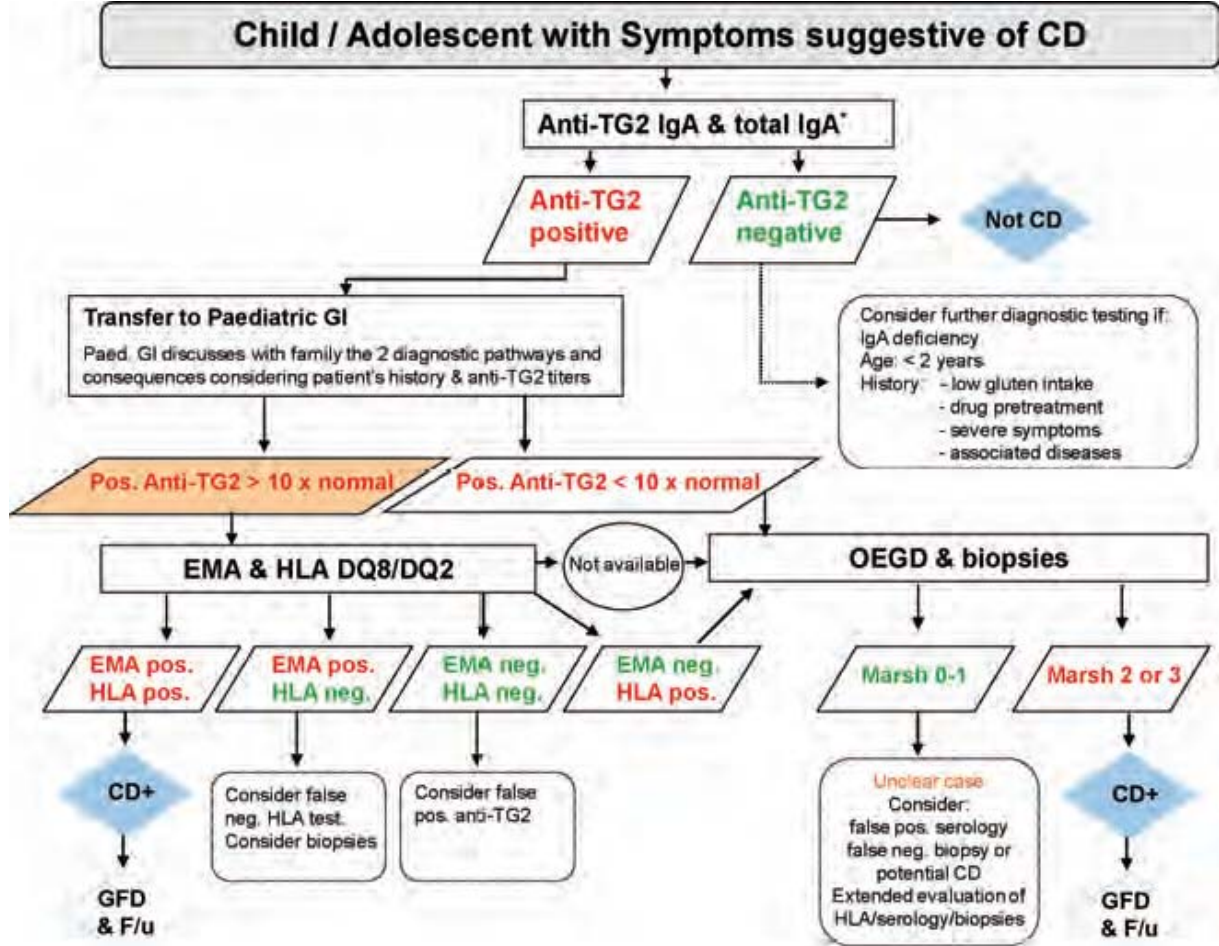 Child / Adolescent with Symptoms suggestive of CD
Anti-TG2 IgA & total IgA*
Anti-TG2
positive
Anti-TG2
negative
Not CD
Transfer to Paediatric GI
Paed. GI discusses with family the 2 diagnostic pathways and
consequences considering patient's history & anti-TG2 titers
Consider further diagnostic testing if:
IgA deficiency
Age: < 2 years
History: - low gluten intake
- drug pretreatment
- severe symptoms
- associated diseases
Pos. Anti-TG2 > 10 x normal
Pos. Anti-TG2 < 10 x normal
EMA & HLA DQ8/DQ2
Not available
OEGD & biopsies
EMA pos.
HLA pos.
EMA pos.
HLA neg.
EMA neg.
HLA neg.
EMA neg.
HLA pos.
Marsh 0-1
Marsh 2 or 3
CD+
Consider false
neg. HLA test.
Consider biopsies
Consider false
pos. anti-TG2
Unclear case
Consider:
false pos. serology
false neg. biopsy or
potential CD
Extended evaluation of
HLA/serology/biopsies
CD+
GFD
& F/u
GFD
& F/u